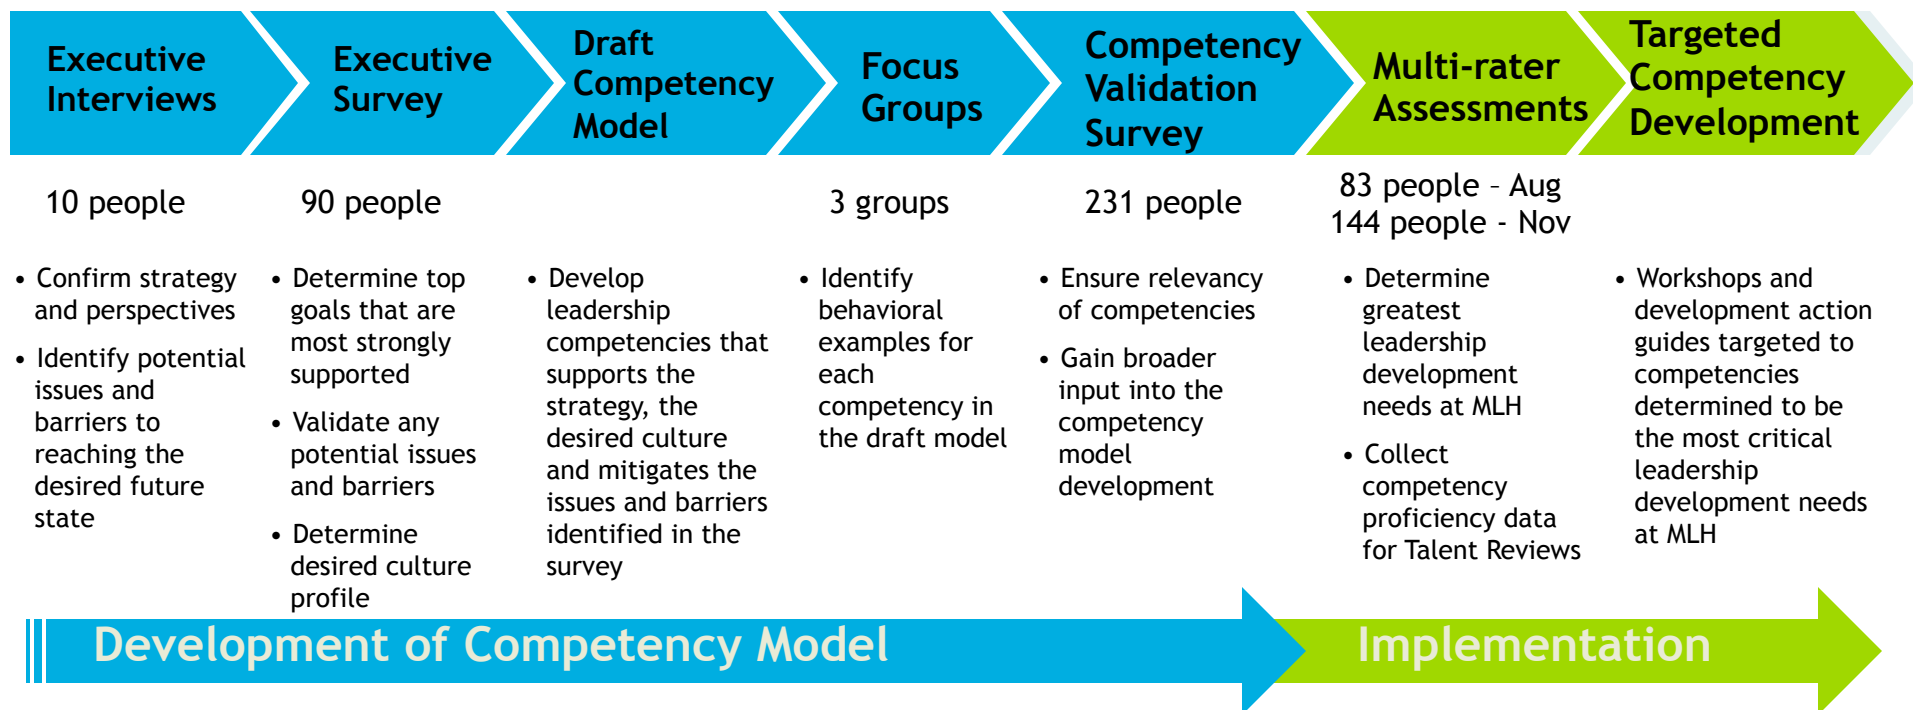 Executive
Interviews
Executive
Survey
Draft
Competency
Model
Focus
Groups
Competency
Validation
Survey
Multi-rater
Assessments
Targeted
Competency
Development
10 people
90 people
3 groups
231 people
83 people – Aug
144 people - Nov
• Confirm strategy
and perspectives
• Identify potential
issues and
barriers to
reaching the
desired future
state
• Determine top
goals that are
most strongly
supported
• Validate any
potential issues
and barriers
• Determine
desired culture
profile
• Develop
leadership
competencies that
supports the
strategy, the
desired culture
and mitigates the
issues and barriers
identified in the
survey
• Identify
behavioral
examples for
each
competency in
the draft model
• Ensure relevancy
of competencies
• Gain broader
input into the
competency
model
development
• Determine
greatest
leadership
development
needs at MLH
• Collect
competency
proficiency data
for Talent Reviews
• Workshops and
development action
guides targeted to
competencies
determined to be
the most critical
leadership
development needs
at MLH
Development of Competency Model
Implementation